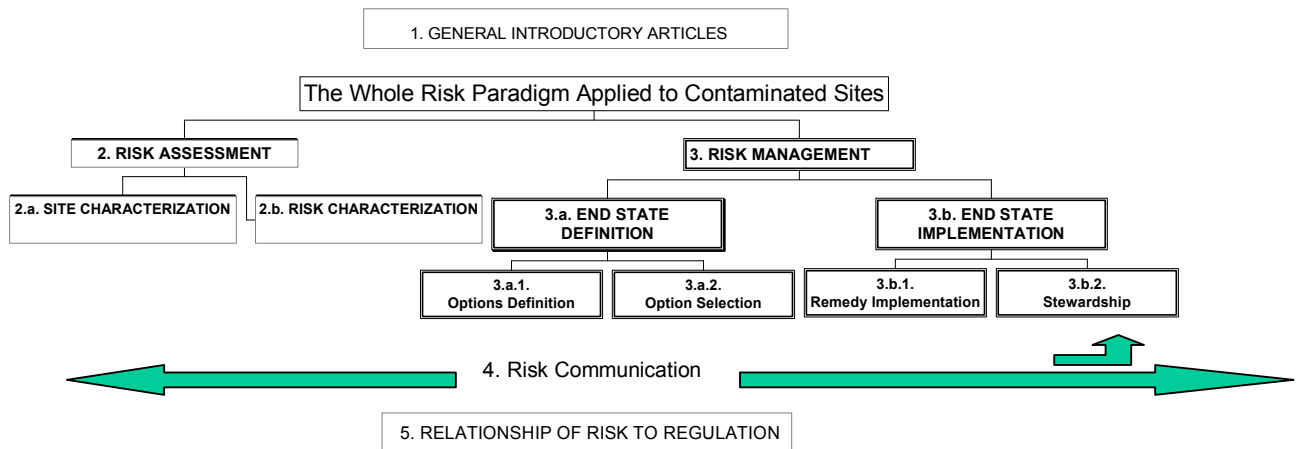 1. GENERAL INTRODUCTORY ARTICLES
The Whole Risk Paradigm Applied to Contaminated Sites
2. RISK ASSESSMENT
3. RISK MANAGEMENT
2.a. SITE CHARACTERIZATION
2.b. RISK CHARACTERIZATION
3.a. END STATE
DEFINITION
3.b. END STATE
IMPLEMENTATION
3.a.1.
Options Definition
3.a.2.
Option Selection
3.b.1.
Remedy Implementation
3.b.2.
Stewardship
4. Risk Communication
5. RELATIONSHIP OF RISK TO REGULATION